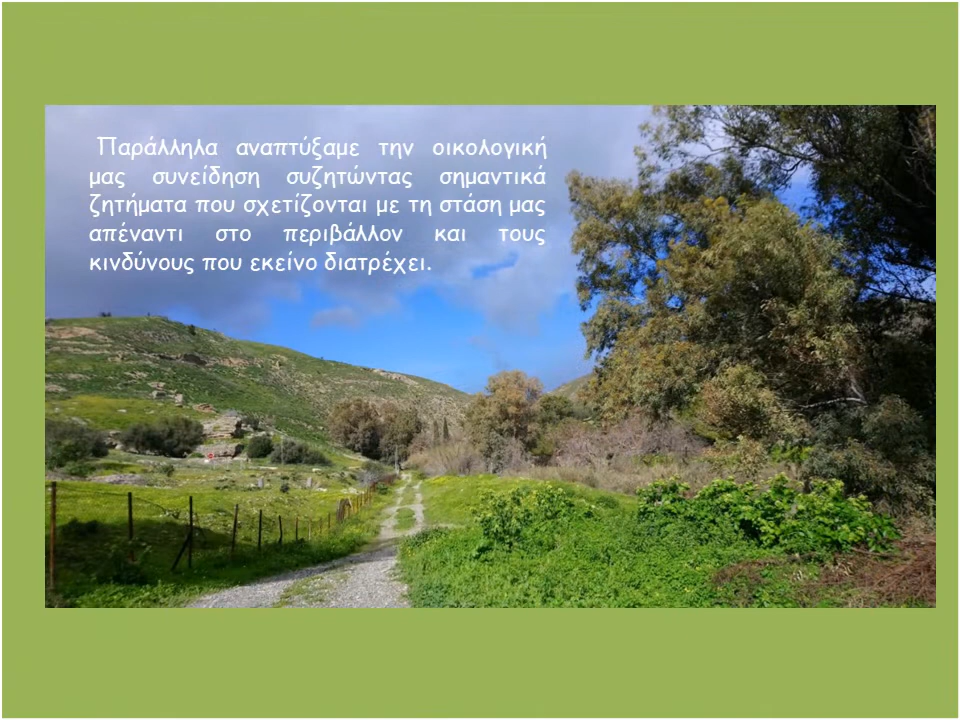 Παράλληλα αναπτύξαμε την οικολογική
μας συνείδηση συζητώντας σημαντικά
ζητήματα που σχετίζονται με τη στάση μας
απέναντι στο περιβάλλον και τους
κινδύνους που εκείνο διατρέχει.